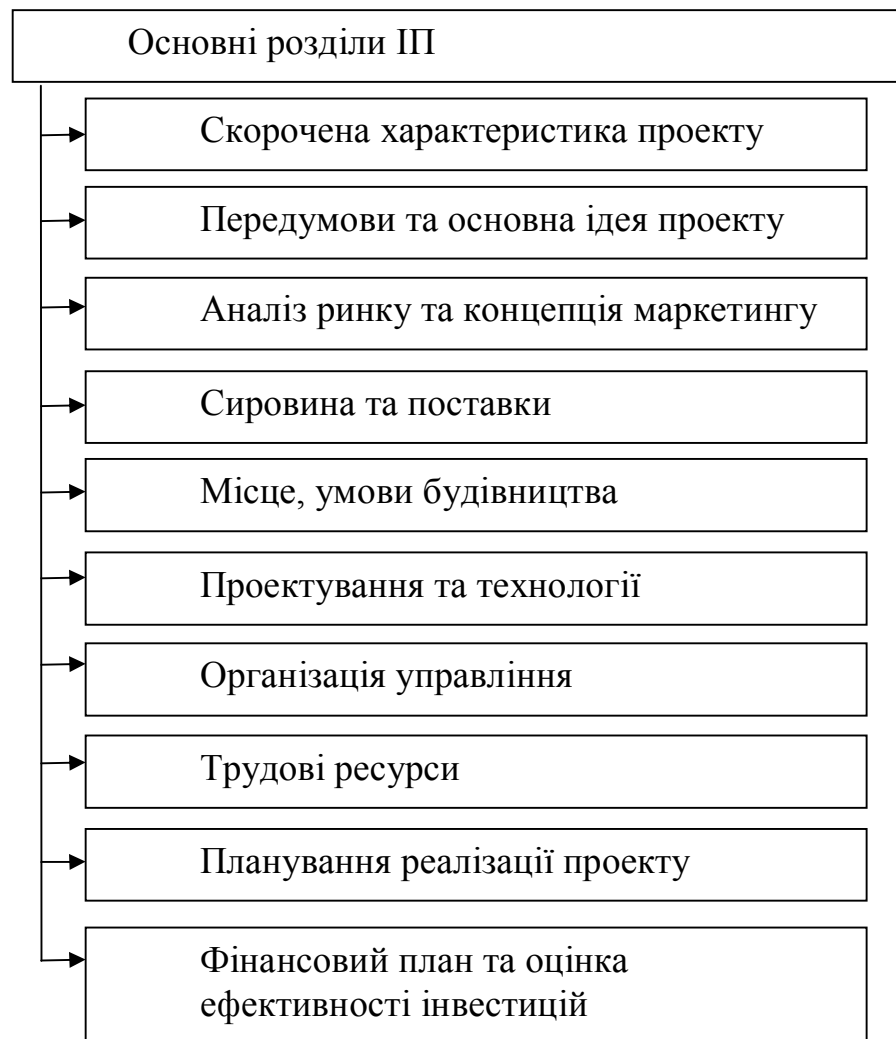 Основні розділи ІП
Скорочена характеристика проекту
Передумови та основна ідея проекту
Аналіз ринку та концепція маркетингу
Сировина та поставки
Місце, умови будівництва
Проектування та технології
Організація управління
Трудові ресурси
Планування реалізації проекту
Фінансовий план та оцінка
ефективності інвестицій